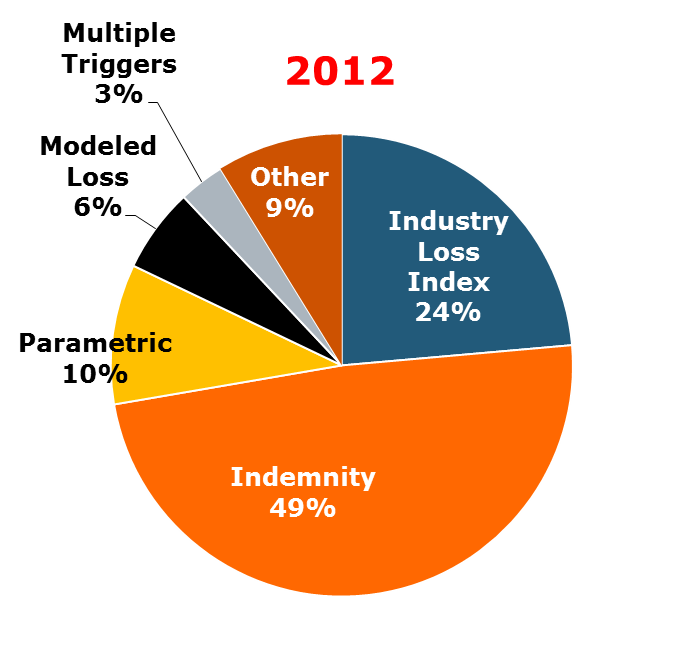 Multiple
Triggers
3%
2012
Modeled
Loss
6%
Other
9%
Industry
Loss
Index
24%
Parametric
10%
Indemnity
49%